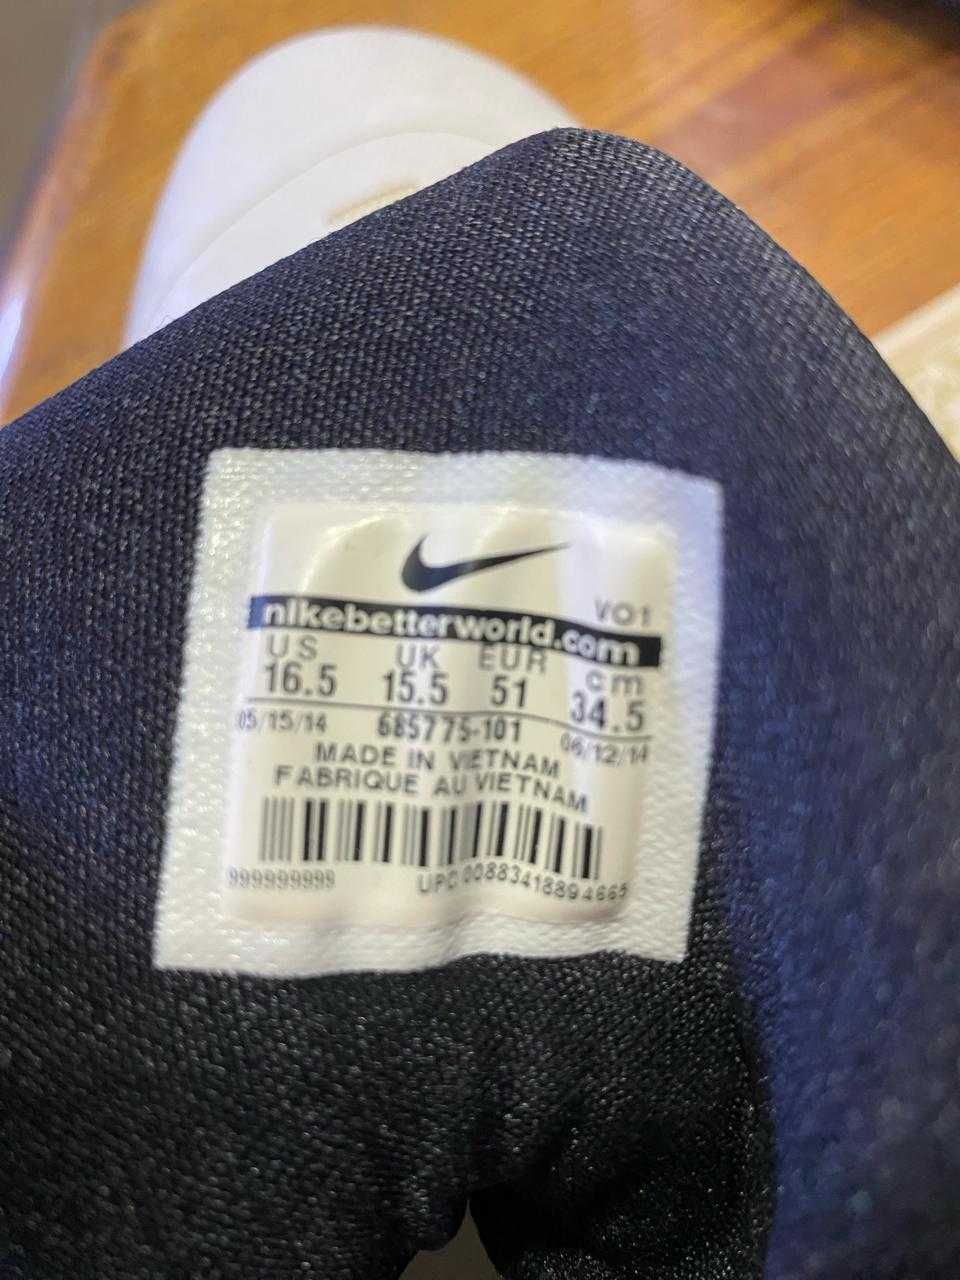 VO1
nikebetterworld.com
US UK EUR cm
16.5 15.5 51 34.5
05/15/14 685775-101 06/12/14
MADE IN VIETNAM
FABRIQUE AU VIETNAM
999999999 UPC 00883418894665